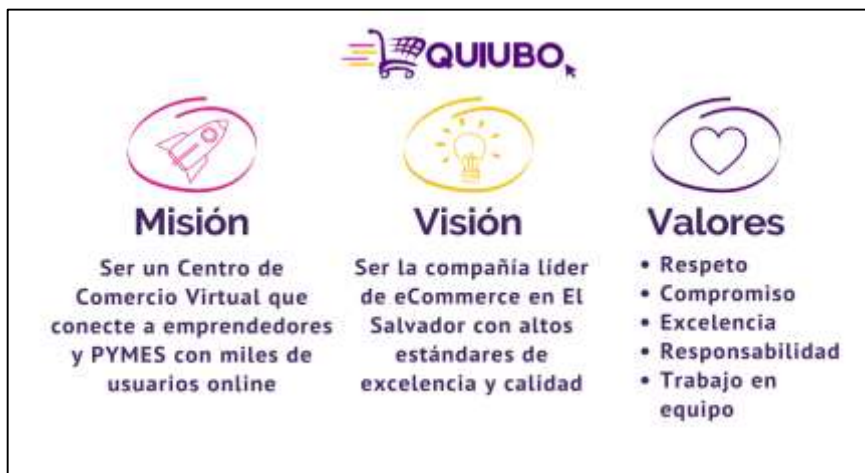 QUIUBO
Misión
Ser un Centro de
Comercio Virtual que
conecte a emprendedores
y PYMES con miles de
usuarios online
Visión
Ser la compañía líder
de eCommerce en El
Salvador con altos
estándares de
excelencia y calidad
Valores
• Respeto
• Compromiso
• Excelencia
• Responsabilidad
• Trabajo en
equipo